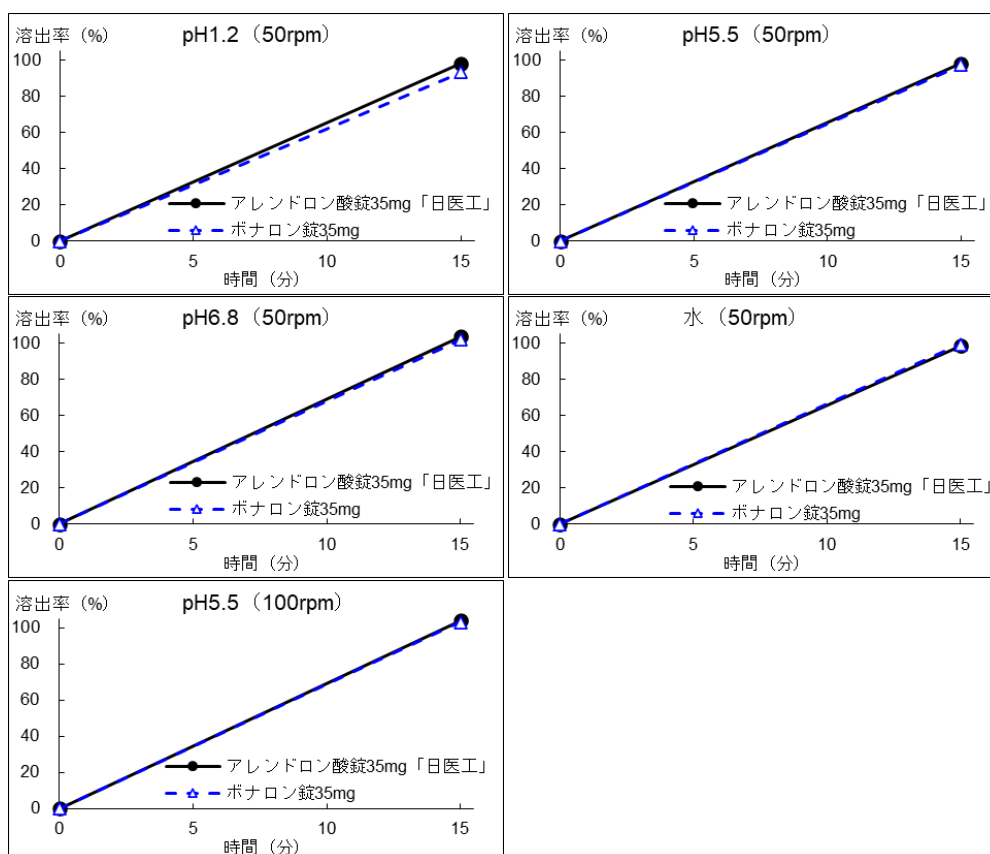 溶出率 (%) pH1.2（50rpm）
100
80
60
40
20
0
アレンドロン酸錠35mg「日医工」
ボナロン錠35mg
0 5 10 15
時間（分）
溶出率 (%) pH5.5（50rpm）
100
80
60
40
20
0
アレンドロン酸錠35mg「日医工」
ボナロン錠35mg
0 5 10 15
時間（分）
溶出率 (%) pH6.8（50rpm）
100
80
60
40
20
0
アレンドロン酸錠35mg「日医工」
ボナロン錠35mg
0 5 10 15
時間（分）
溶出率 (%) 水（50rpm）
100
80
60
40
20
0
アレンドロン酸錠35mg「日医工」
ボナロン錠35mg
0 5 10 15
時間（分）
溶出率 (%) pH5.5（100rpm）
100
80
60
40
20
0
アレンドロン酸錠35mg「日医工」
ボナロン錠35mg
0 5 10 15
時間（分）